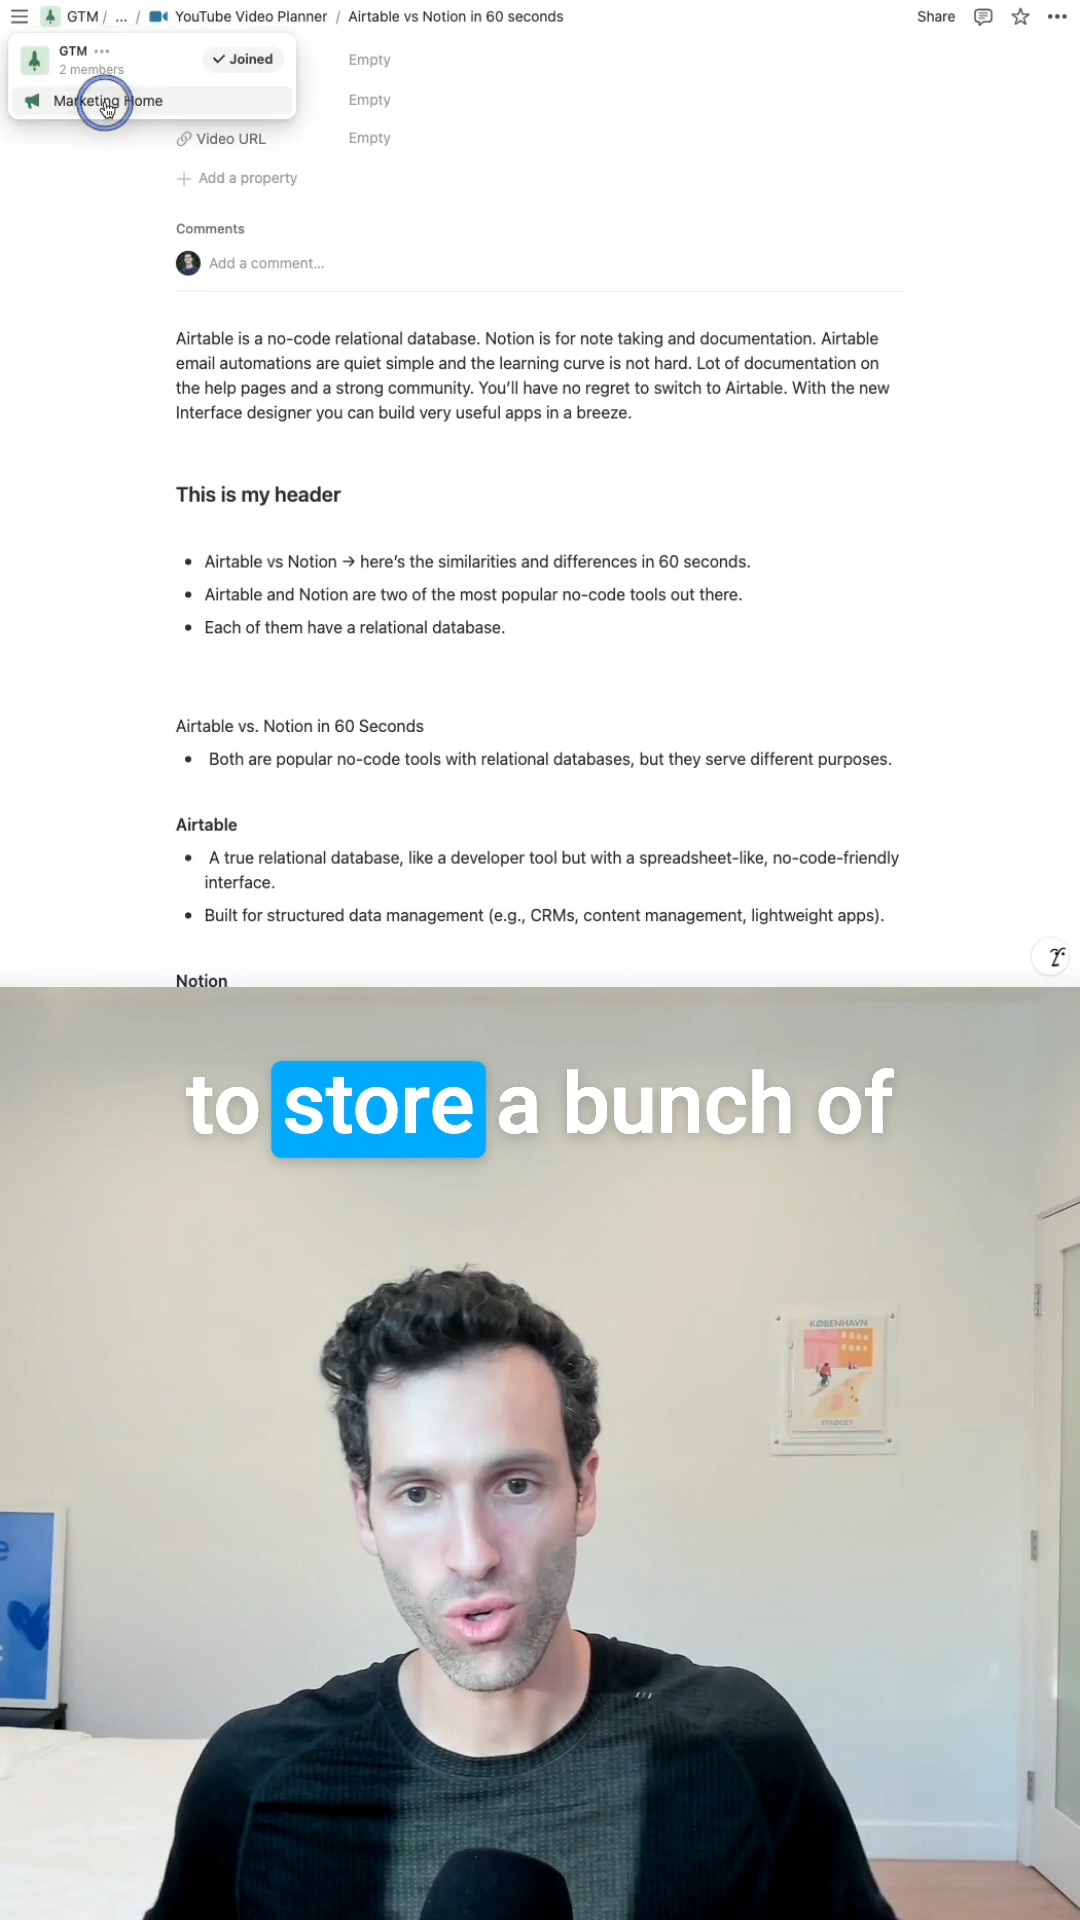 GTM / ... / YouTube Video Planner / Airtable vs Notion in 60 seconds
Share
GTM
2 members
Joined
Marketing Home
Empty
Empty
Video URL
Empty
Add a property
Comments
Add a comment...
Airtable is a no-code relational database. Notion is for note taking and documentation. Airtable
email automations are quiet simple and the learning curve is not hard. Lot of documentation on
the help pages and a strong community. You'll have no regret to switch to Airtable. With the new
Interface designer you can build very useful apps in a breeze.
This is my header
• Airtable vs Notion → here's the similarities and differences in 60 seconds.
• Airtable and Notion are two of the most popular no-code tools out there.
• Each of them have a relational database.
Airtable vs. Notion in 60 Seconds
• Both are popular no-code tools with relational databases, but they serve different purposes.
Airtable
• A true relational database, like a developer tool but with a spreadsheet-like, no-code-friendly
interface.
• Built for structured data management (e.g., CRMs, content management, lightweight apps).
Notion
to store a bunch of
KØBENHAVN
STRØGET